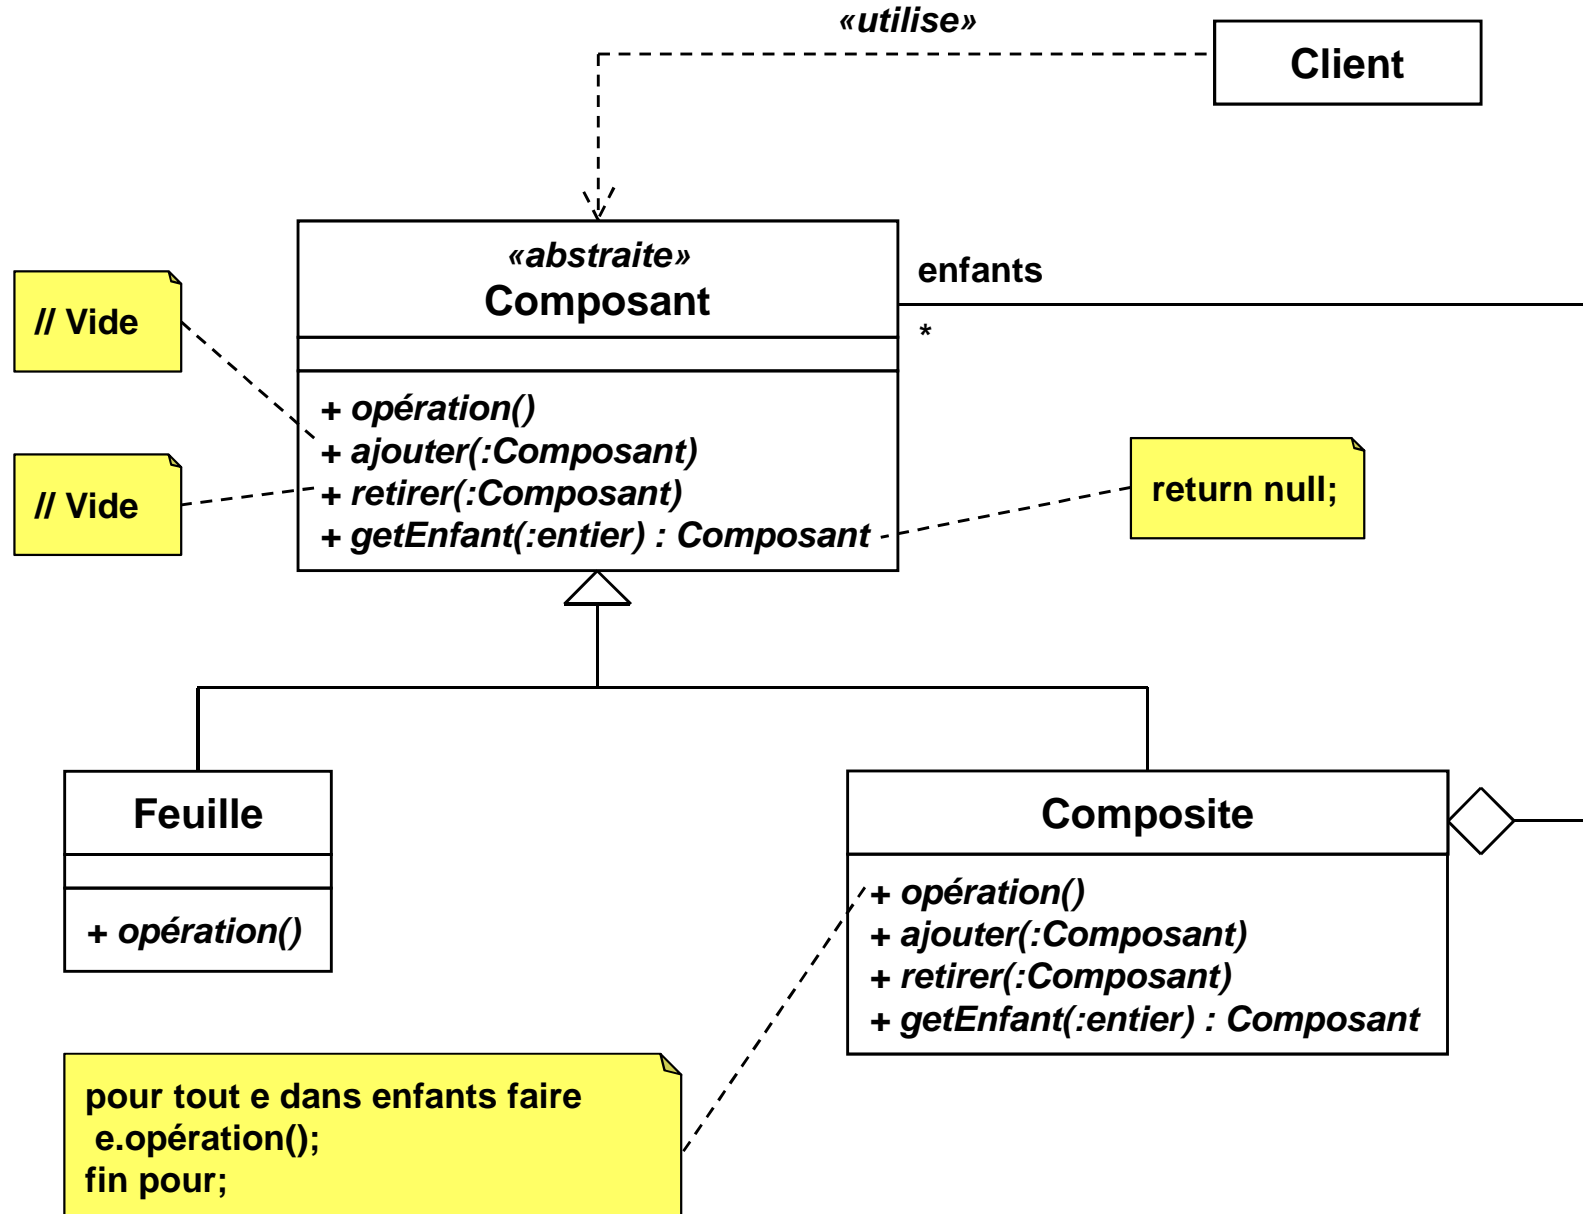 «utilise»
Client
«abstraite»
Composant
enfants
*
// Vide
+ opération()
+ ajouter(:Composant)
+ retirer(:Composant)
+ getEnfant(:entier) : Composant
// Vide
return null;
Feuille
+ opération()
Composite
+ opération()
+ ajouter(:Composant)
+ retirer(:Composant)
+ getEnfant(:entier) : Composant
pour tout e dans enfants faire
e.opération();
fin pour;